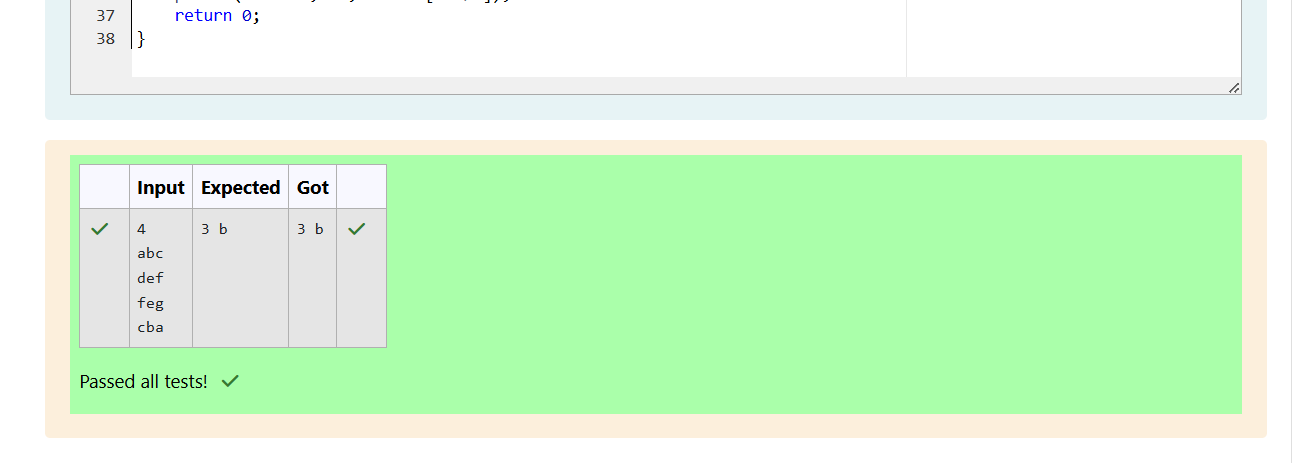 37 return 0;
38 }
Input Expected Got
4 3 b 3 b
abc
def
feg
cba
Passed all tests!